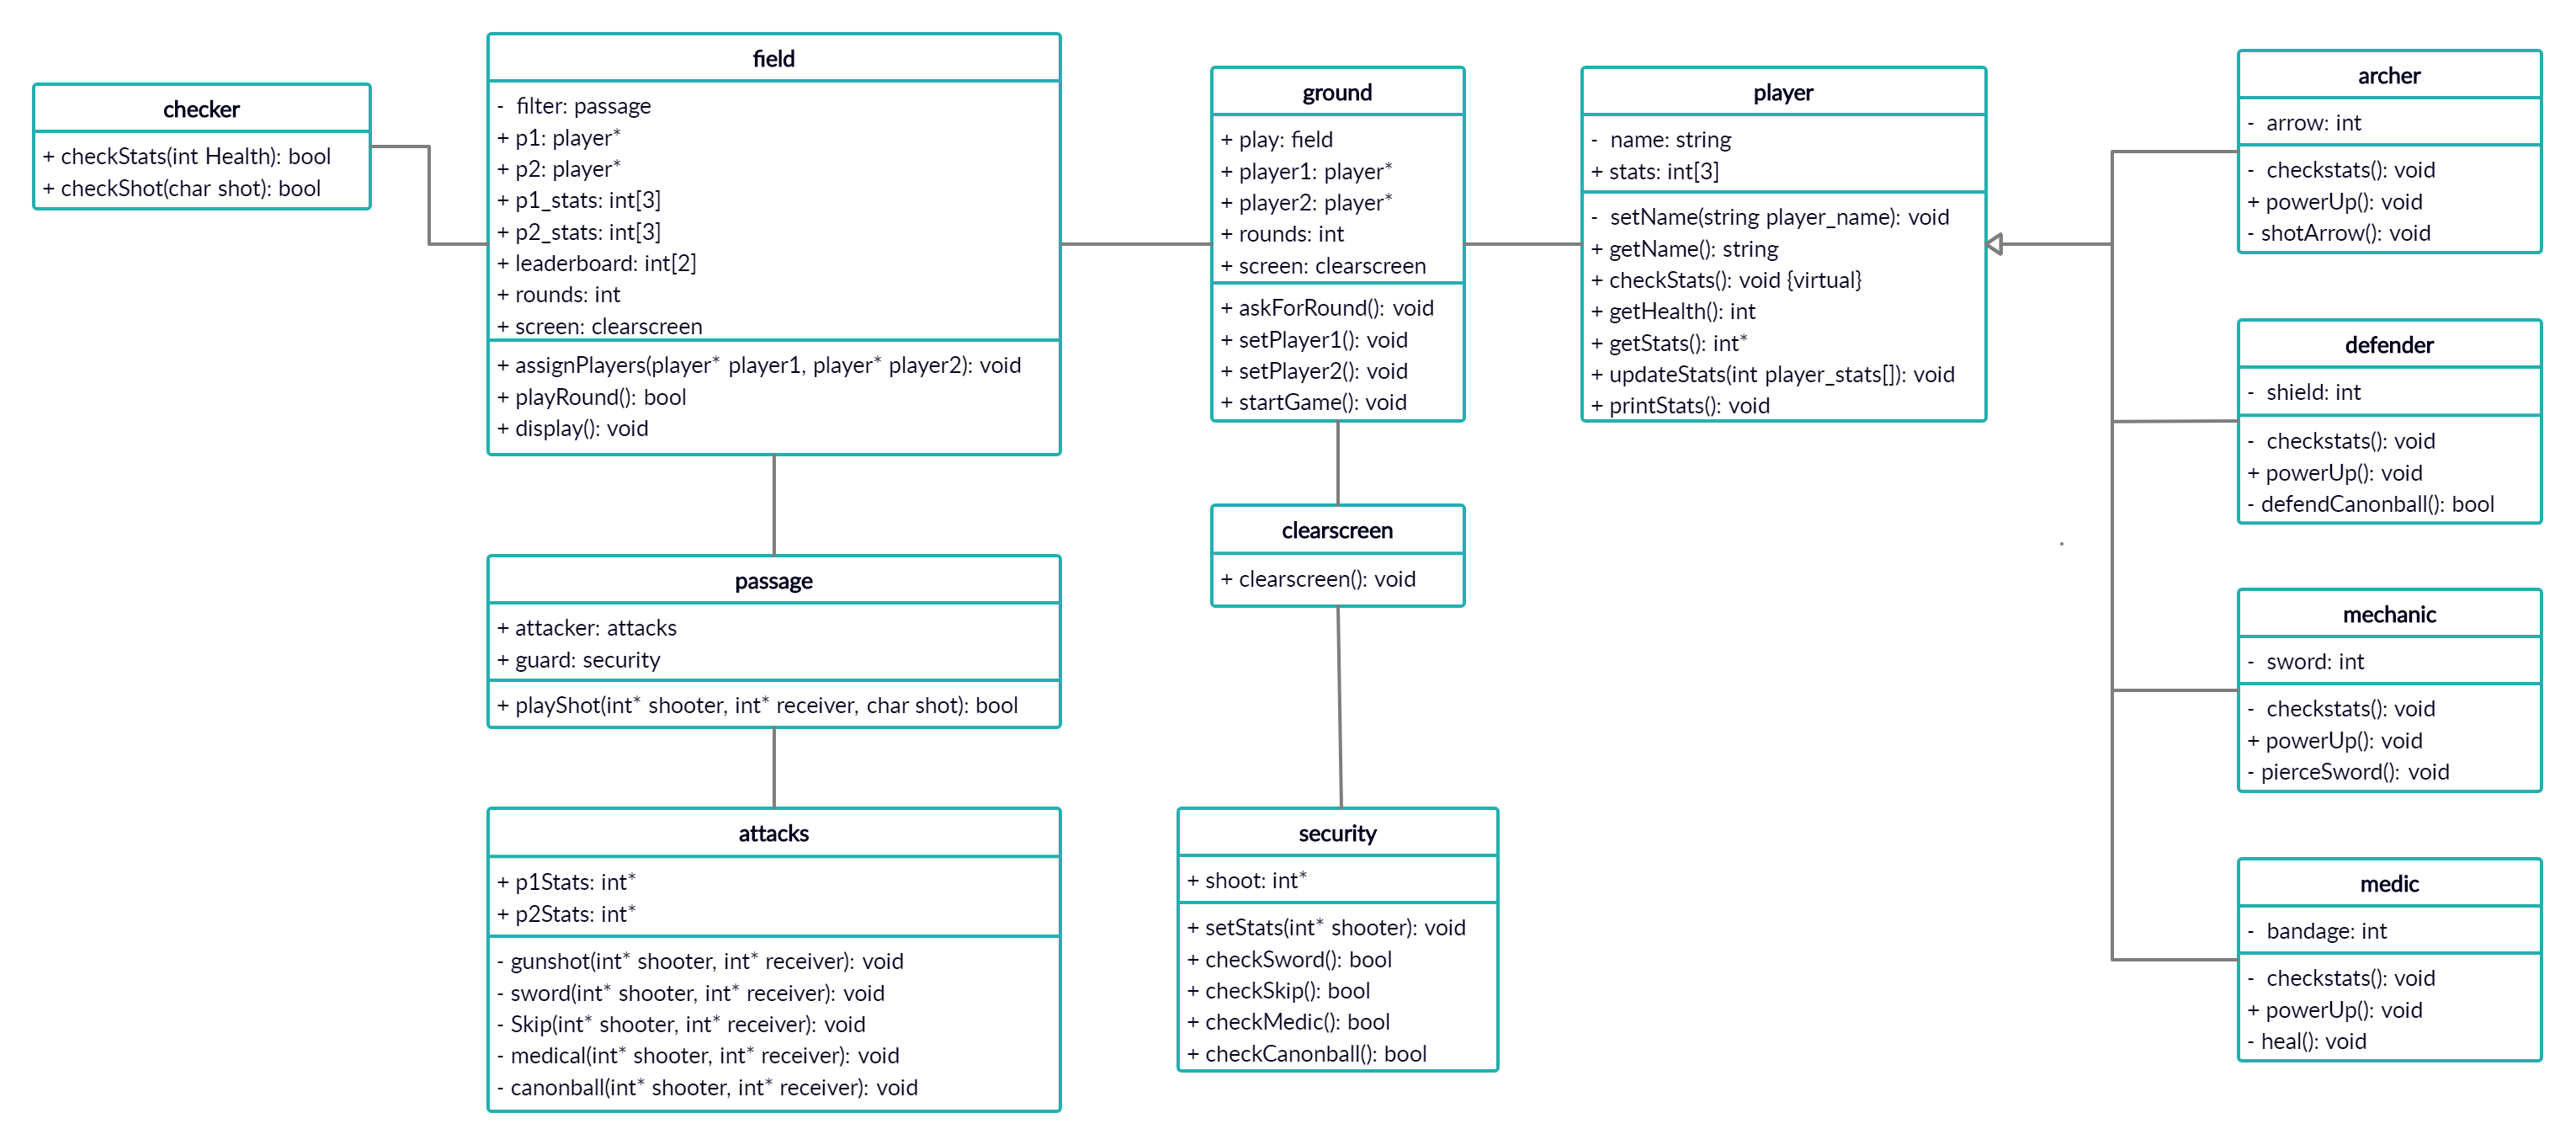 checker
+ checkStats(int Health): bool
+ checkShot(char shot): bool
field
- filter: passage
+ p1: player*
+ p2: player*
+ p1_stats: int[3]
+ p2_stats: int[3]
+ leaderboard: int[2]
+ rounds: int
+ screen: clearscreen
+ assignPlayers(player* player1, player* player2): void
+ playRound(): bool
+ display(): void
passage
+ attacker: attacks
+ guard: security
+ playShot(int* shooter, int* receiver, char shot): bool
attacks
+ p1Stats: int*
+ p2Stats: int*
- gunshot(int* shooter, int* receiver): void
- sword(int* shooter, int* receiver): void
- Skip(int* shooter, int* receiver): void
- medical(int* shooter, int* receiver): void
- canonball(int* shooter, int* receiver): void
ground
+ play: field
+ player1: player*
+ player2: player*
+ rounds: int
+ screen: clearscreen
+ askForRound(): void
+ setPlayer1(): void
+ setPlayer2(): void
+ startGame(): void
clearscreen
+ clearscreen(): void
security
+ shoot: int*
+ setStats(int* shooter): void
+ checkSword(): bool
+ checkSkip(): bool
+ checkMedic(): bool
+ checkCanonball(): bool
player
- name: string
+ stats: int[3]
- setName(string player_name): void
+ getName(): string
+ checkStats(): void {virtual}
+ getHealth(): int
+ getStats(): int*
+ updateStats(int player_stats[]): void
+ printStats(): void
archer
- arrow: int
- checkstats(): void
+ powerUp(): void
- shotArrow(): void
defender
- shield: int
- checkstats(): void
+ powerUp(): void
- defendCanonball(): bool
mechanic
- sword: int
- checkstats(): void
+ powerUp(): void
- pierceSword(): void
medic
- bandage: int
- checkstats(): void
+ powerUp(): void
- heal(): void